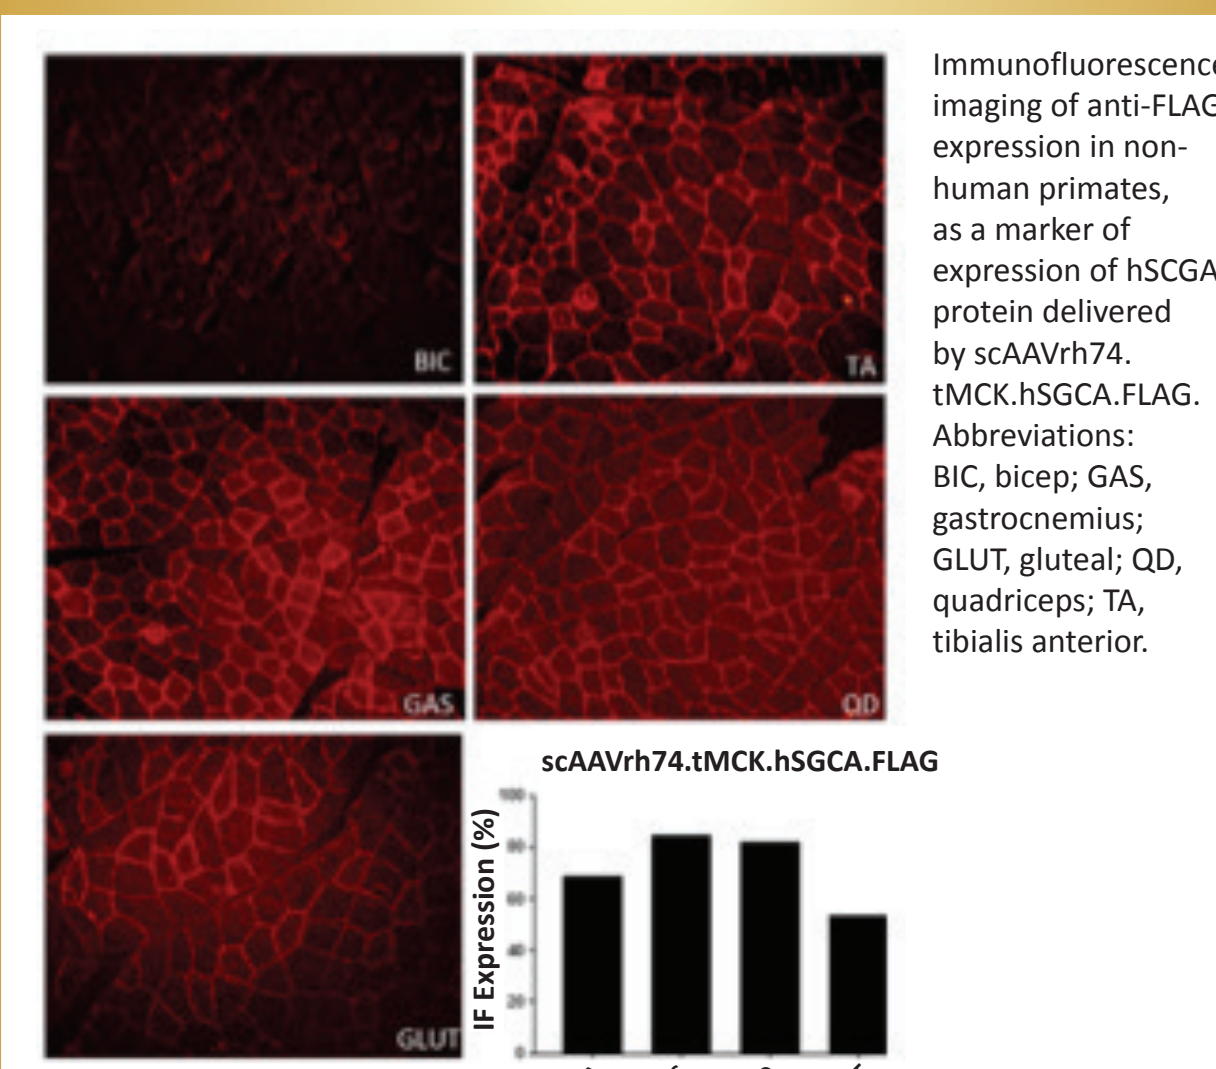 Immunofluorescence
imaging of anti-FLAG
expression in non-
human primates,
as a marker of
expression of hSCGA
protein delivered
by scAAVrh74.
tMCK.hSGCA.FLAG.
Abbreviations:
BIC, bicep; GAS,
gastrocnemius;
GLUT, gluteal; QD,
quadriceps; TA,
tibialis anterior.
BIC
TA
GAS
QD
GLUT
scAAVrh74.tMCK.hSGCA.FLAG
IF Expression (%)
100
80
60
40
20
0